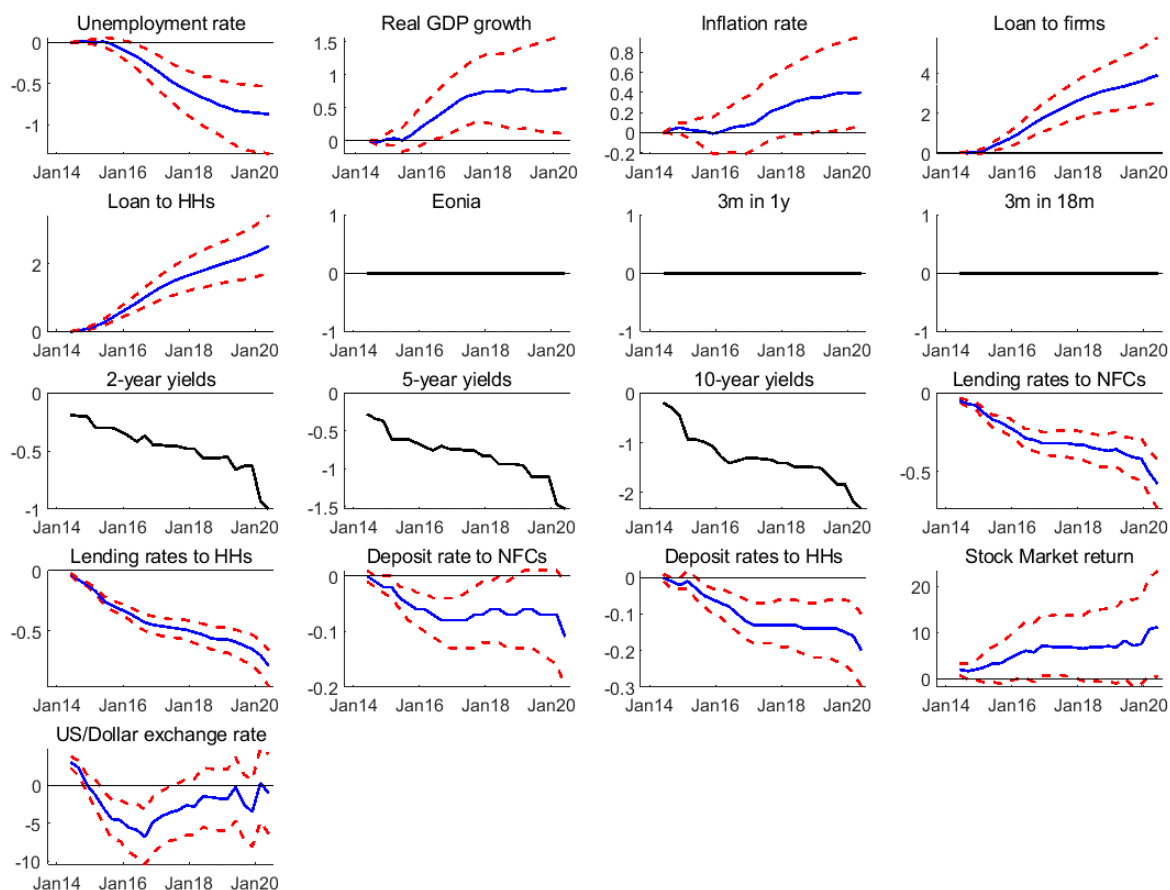 Unemployment rate
0
-0.5
-1
Jan14 Jan16 Jan18 Jan20
Real GDP growth
1.5
1
0.5
0
Jan14 Jan16 Jan18 Jan20
Inflation rate
0.8
0.6
0.4
0.2
0
-0.2
Jan14 Jan16 Jan18 Jan20
Loan to firms
4
2
0
Jan14 Jan16 Jan18 Jan20
Loan to HHs
2
0
Jan14 Jan16 Jan18 Jan20
Eonia
1
0
-1
Jan14 Jan16 Jan18 Jan20
3m in 1y
1
0
-1
Jan14 Jan16 Jan18 Jan20
3m in 18m
1
0
-1
Jan14 Jan16 Jan18 Jan20
2-year yields
0
-0.5
-1
Jan14 Jan16 Jan18 Jan20
5-year yields
0
-0.5
-1
-1.5
Jan14 Jan16 Jan18 Jan20
10-year yields
0
-1
-2
Jan14 Jan16 Jan18 Jan20
Lending rates to NFCs
0
-0.5
Jan14 Jan16 Jan18 Jan20
Lending rates to HHs
0
-0.5
Jan14 Jan16 Jan18 Jan20
Deposit rate to NFCs
0
-0.1
-0.2
Jan14 Jan16 Jan18 Jan20
Deposit rates to HHs
0
-0.1
-0.2
-0.3
Jan14 Jan16 Jan18 Jan20
Stock Market return
20
10
0
Jan14 Jan16 Jan18 Jan20
US/Dollar exchange rate
0
-5
-10
Jan14 Jan16 Jan18 Jan20